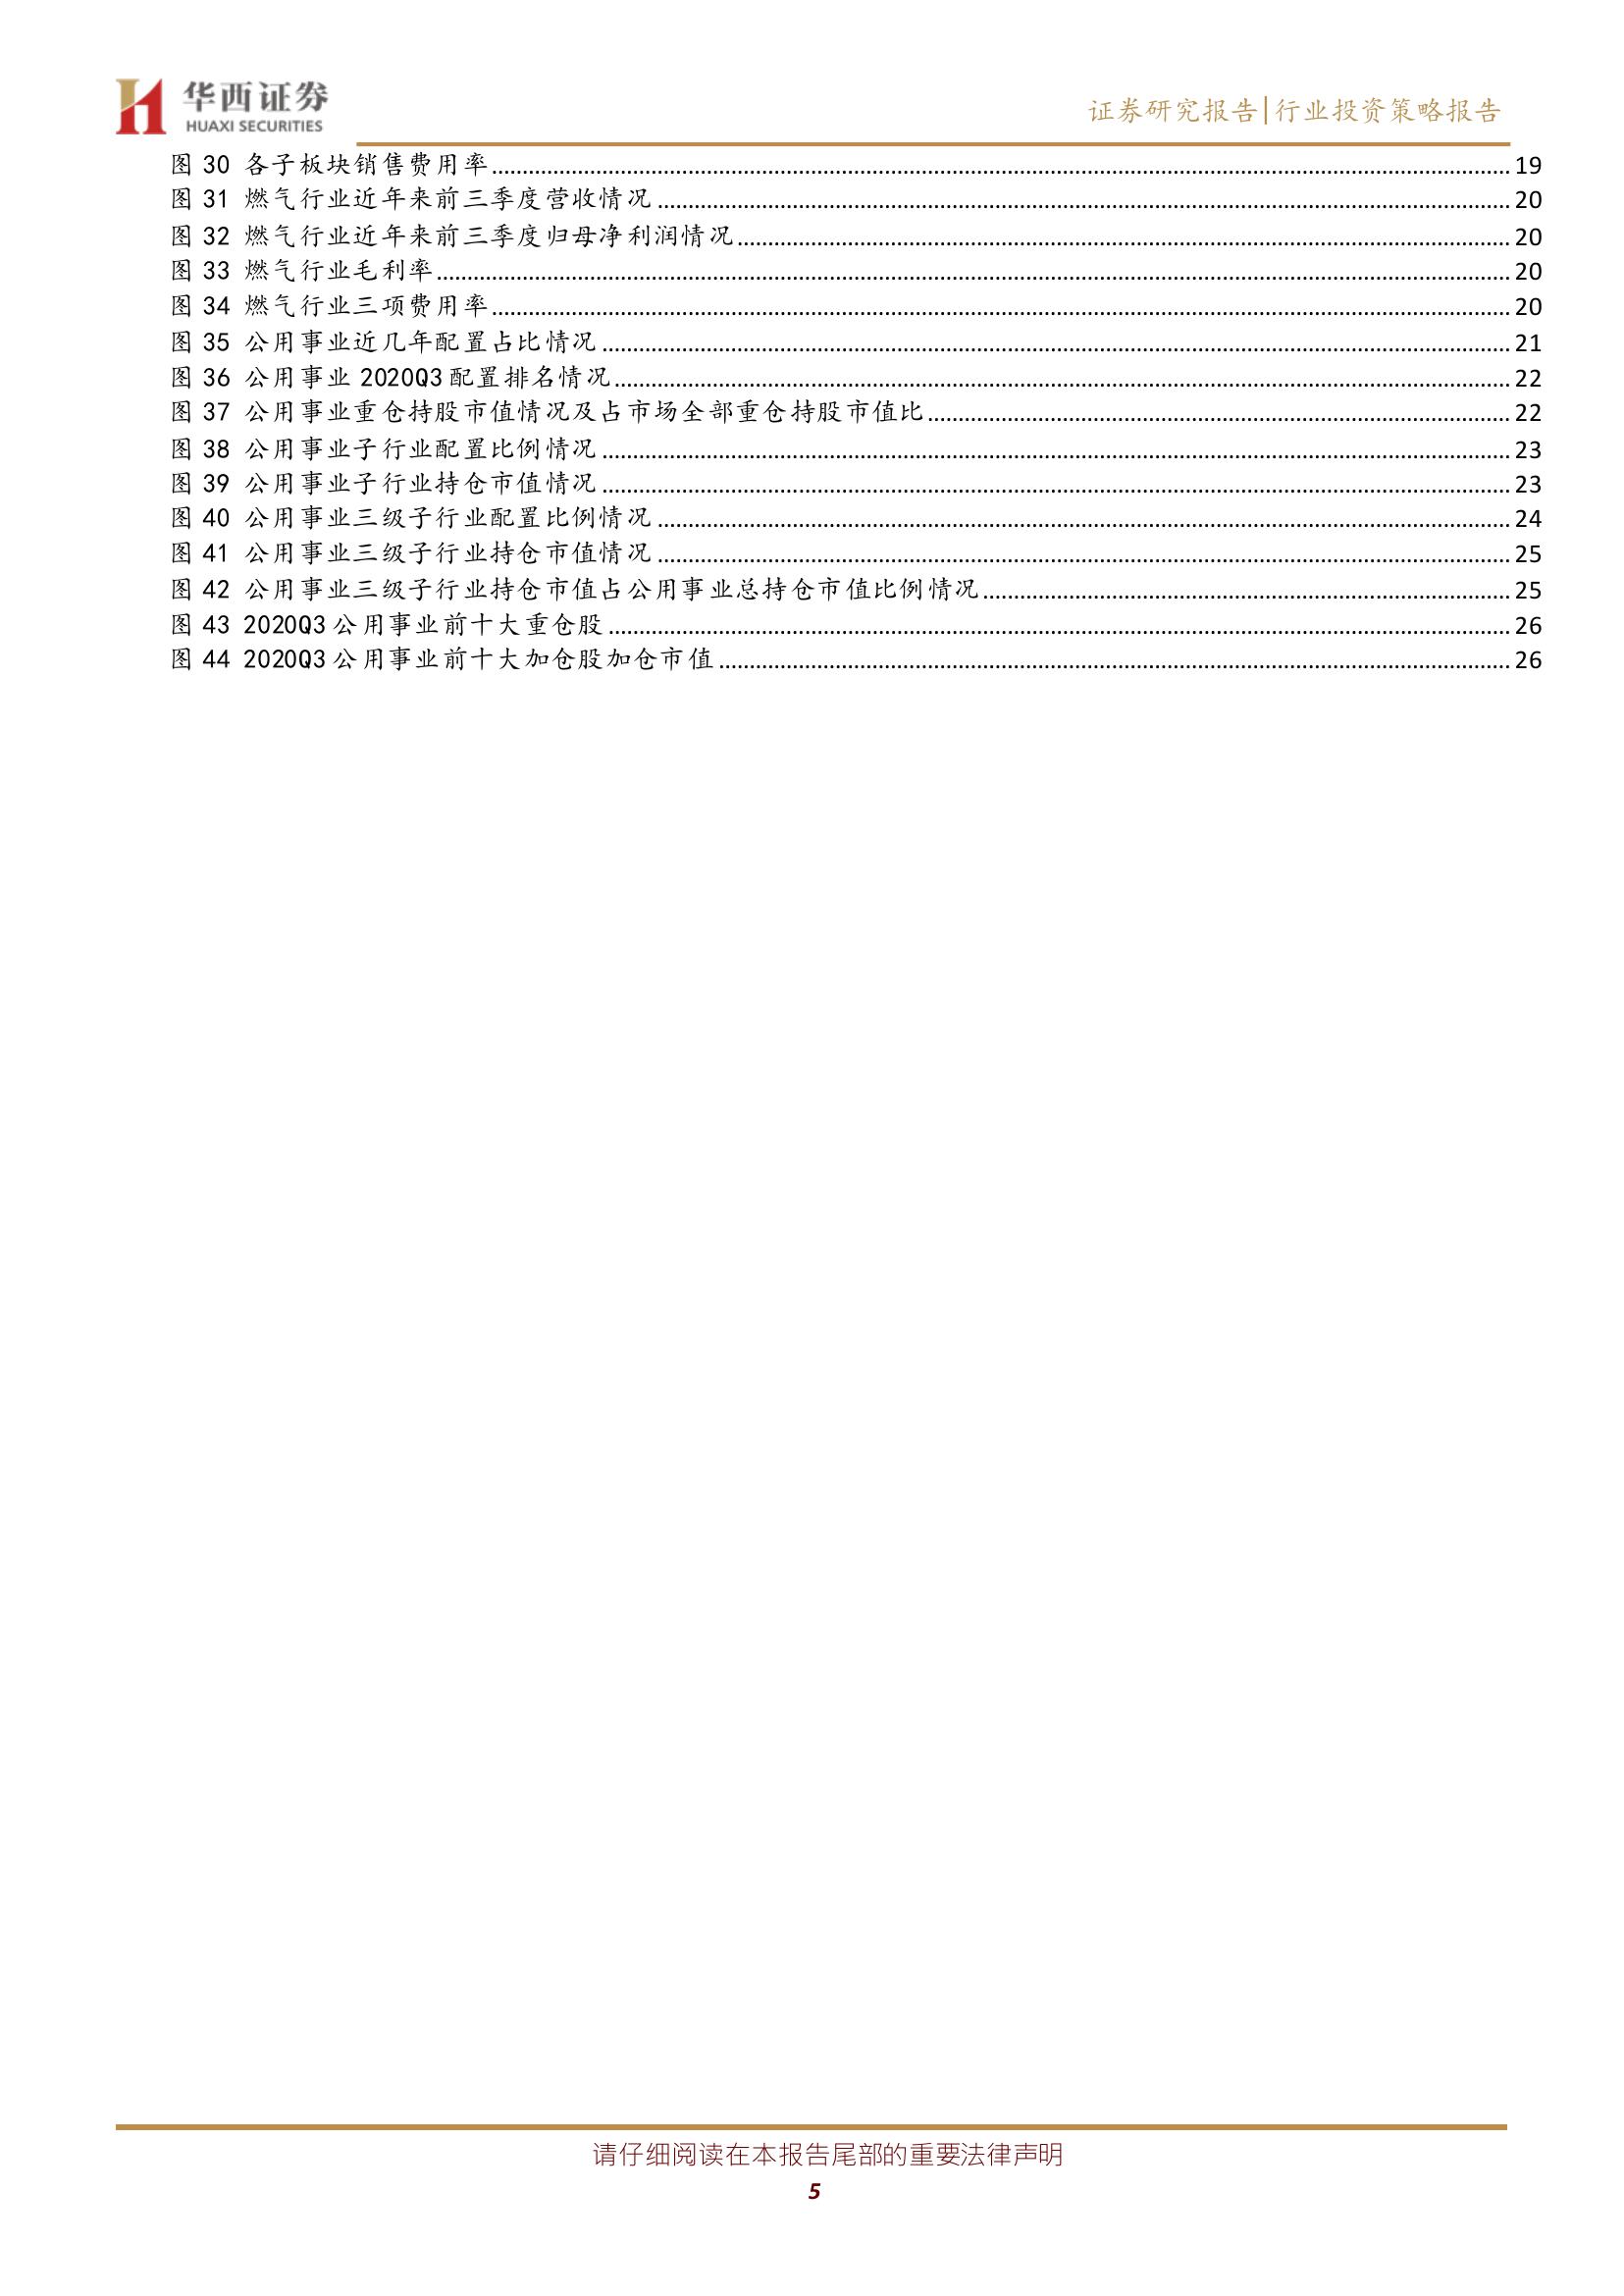 华西证券
HUAXI SECURITIES
证券研究报告|行业投资策略报告
图 30 各子板块销售费用率 19
图 31 燃气行业近年来前三季度营收情况 20
图 32 燃气行业近年来前三季度归母净利润情况 20
图 33 燃气行业毛利率 20
图 34 燃气行业三项费用率 20
图 35 公用事业近几年配置占比情况 21
图 36 公用事业 2020Q3 配置排名情况 22
图 37 公用事业重仓持股市值情况及占市场全部重仓持股市值比 22
图 38 公用事业子行业配置比例情况 23
图 39 公用事业子行业持仓市值情况 23
图 40 公用事业三级子行业配置比例情况 24
图 41 公用事业三级子行业持仓市值情况 25
图 42 公用事业三级子行业持仓市值占公用事业总持仓市值比例情况 25
图 43 2020Q3 公用事业前十大重仓股 26
图 44 2020Q3 公用事业前十大加仓股加仓市值 26
请仔细阅读在本报告尾部的重要法律声明
5